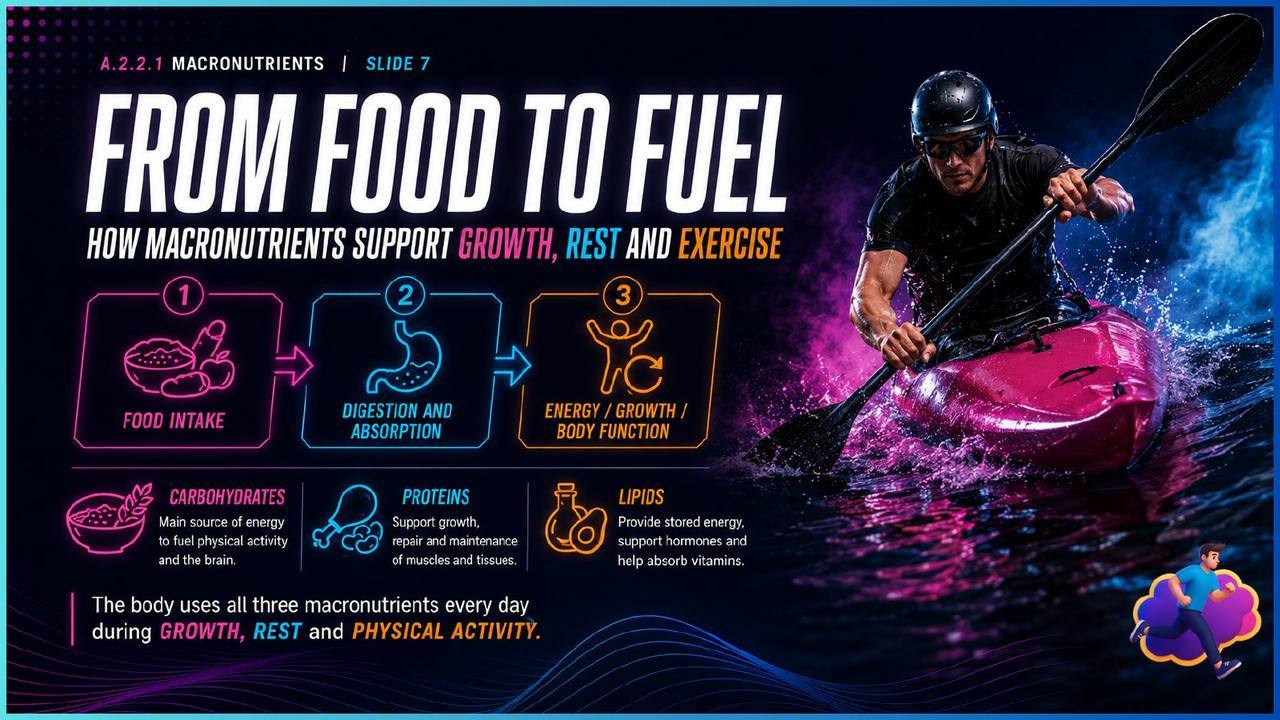 A.2.2.1 MACRONUTRIENTS | SLIDE 7
FROM FOOD TO FUEL
HOW MACRONUTRIENTS SUPPORT GROWTH, REST AND EXERCISE
1
FOOD INTAKE
2
DIGESTION AND
ABSORPTION
3
ENERGY / GROWTH /
BODY FUNCTION
CARBOHYDRATES
Main source of energy
to fuel physical activity
and the brain.
PROTEINS
Support growth,
repair and maintenance
of muscles and tissues.
LIPIDS
Provide stored energy,
support hormones and
help absorb vitamins.
The body uses all three macronutrients every day
during GROWTH, REST and PHYSICAL ACTIVITY.